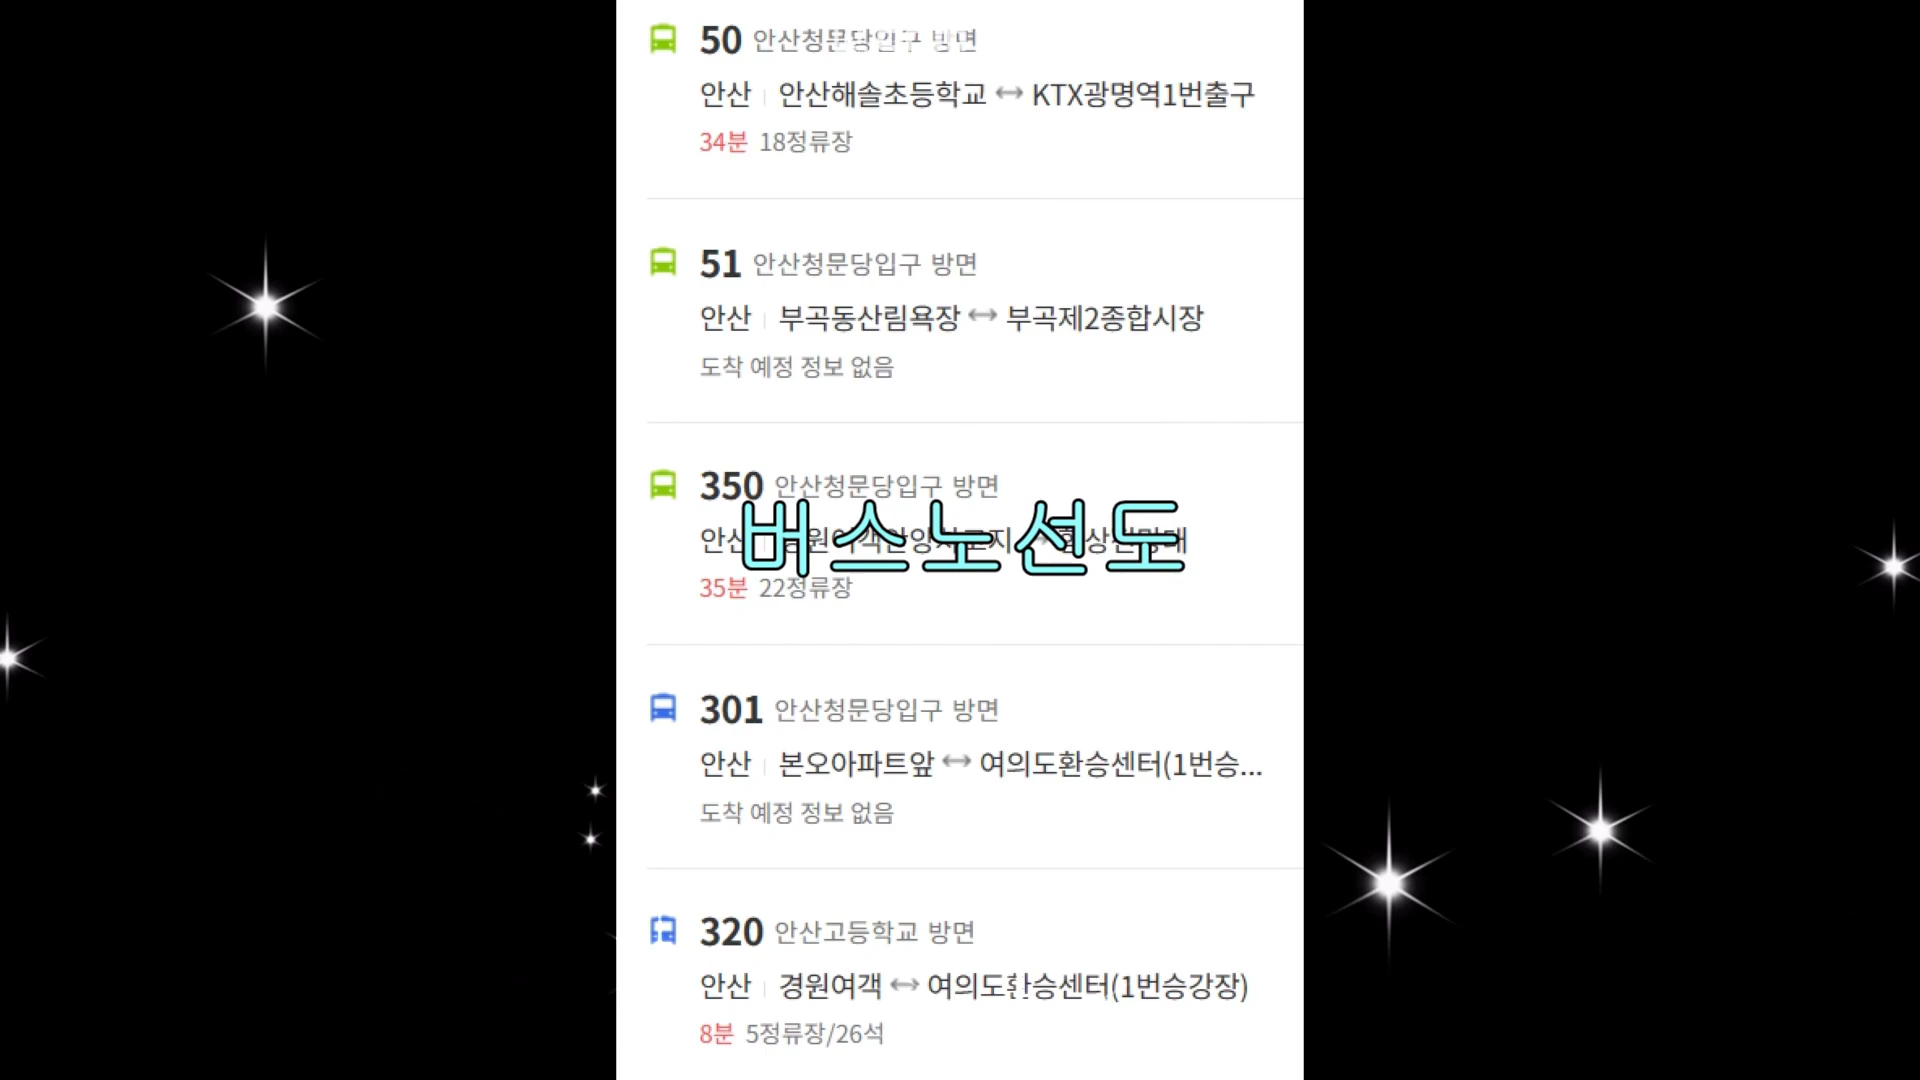 50 안산청문당입구 방면
안산 안산해솔초등학교 ↔ KTX광명역1번출구
34분 18정류장
51 안산청문당입구 방면
안산 부곡동산림욕장 ↔ 부곡제2종합시장
도착 예정 정보 없음
350 안산청문당입구 방면
안산
버스노선도
35분 22정류장
301 안산청문당입구 방면
안산 본오아파트앞 ↔ 여의도환승센터(1번승...
도착 예정 정보 없음
320 안산고등학교 방면
안산 경원여객 ↔ 여의도환승센터(1번승강장)
8분 5정류장/26석